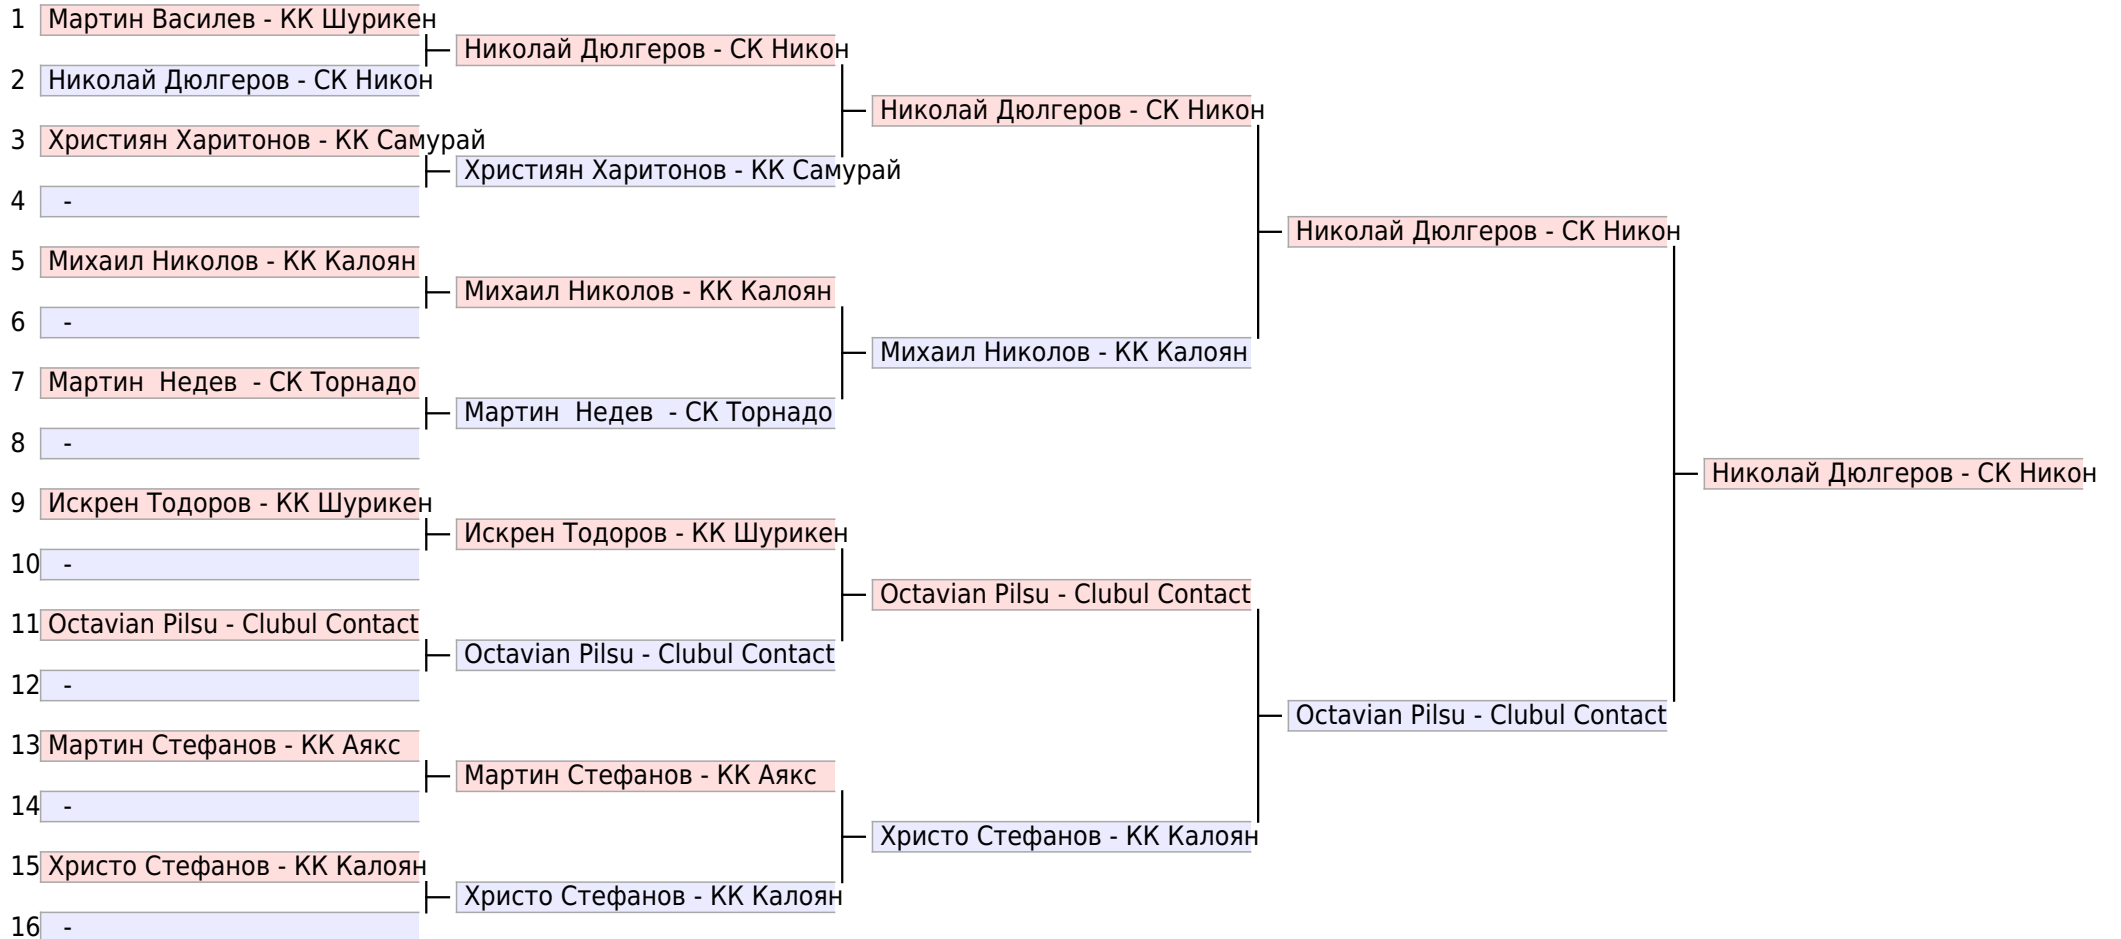 1 Мартин Василев - КК Шурикен
Николай Дюлгеров - СК Никон
2 Николай Дюлгеров - СК Никон
Николай Дюлгеров - СК Никон
3 Християн Харитонов - КК Самурай
Християн Харитонов - КК Самурай
4 -
Николай Дюлгеров - СК Никон
5 Михаил Николов - КК Калоян
Михаил Николов - КК Калоян
6 -
Михаил Николов - КК Калоян
7 Мартин  Недев  - СК Торнадо
Мартин  Недев  - СК Торнадо
8 -
Николай Дюлгеров - СК Никон
9 Искрен Тодоров - КК Шурикен
Искрен Тодоров - КК Шурикен
10 -
Octavian Pilsu - Clubul Contact
11 Octavian Pilsu - Clubul Contact
Octavian Pilsu - Clubul Contact
12 -
Octavian Pilsu - Clubul Contact
13 Мартин Стефанов - КК Аякс
Мартин Стефанов - КК Аякс
14 -
Христо Стефанов - КК Калоян
15 Христо Стефанов - КК Калоян
Христо Стефанов - КК Калоян
16 -